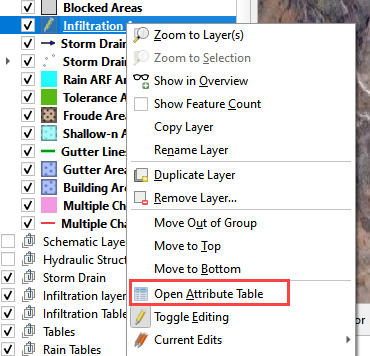 Blocked Areas
Infiltration
Zoom to Layer(s)
Storm Drain
Zoom to Selection
Storm Drain
Show in Overview
Rain ARF Ar
Show Feature Count
Tolerance A
Copy Layer
Froude Area
Rename Layer
Shallow-n A
Gutter Lines
Duplicate Layer
Gutter Area
Remove Layer...
Building Are
Multiple Cha
Move Out of Group
Multiple Cha
Move to Top
Schematic Laye
Move to Bottom
Hydraulic Struct
Storm Drain
Open Attribute Table
Infiltration layer
Toggle Editing
Infiltration Table
Tables
Current Edits
Rain Tables
or